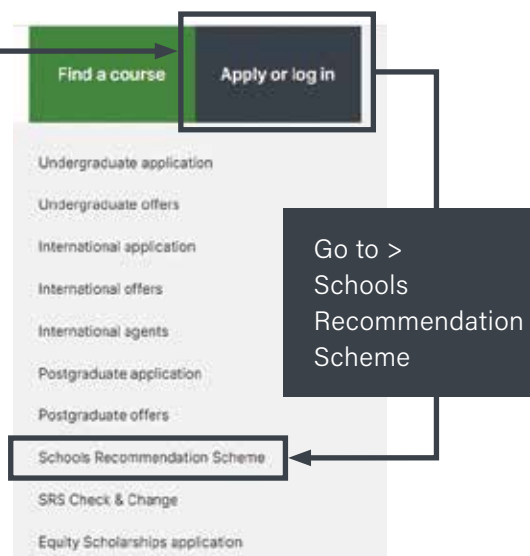 Find a course
Apply or log in
Undergraduate application
Undergraduate offers
International application
International offers
International agents
Postgraduate application
Postgraduate offers
Schools Recommendation Scheme
SRS Check & Change
Equity Scholarships application
Go to >
Schools
Recommendation
Scheme